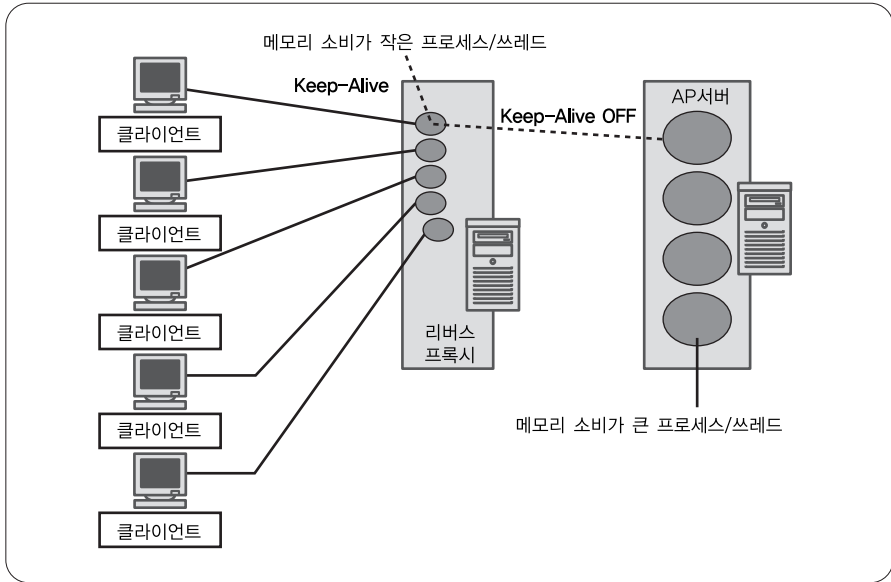 메모리 소비가 작은 프로세스/쓰레드
Keep-Alive
Keep-Alive OFF
AP서버
클라이언트
클라이언트
클라이언트
클라이언트
클라이언트
리버스
프록시
메모리 소비가 큰 프로세스/쓰레드